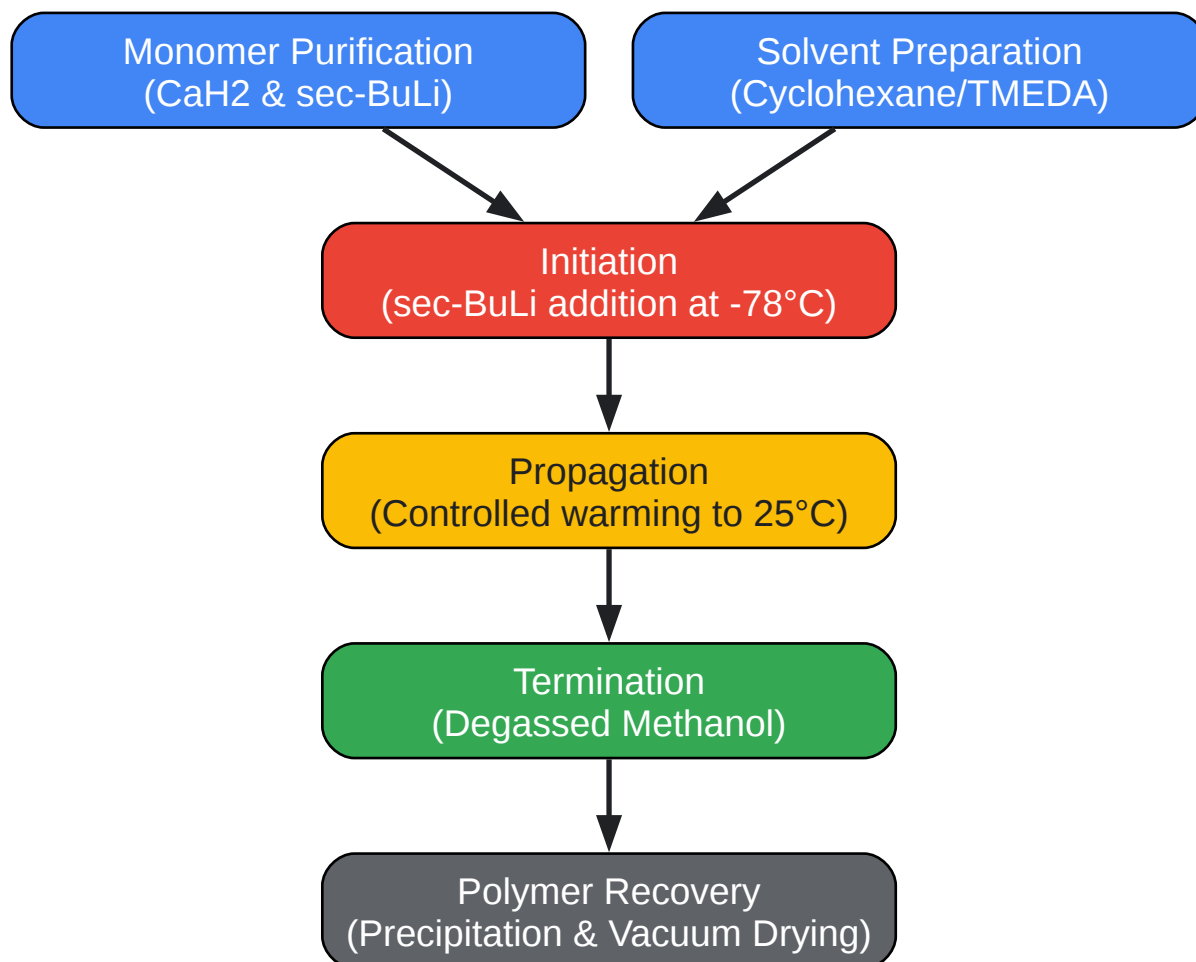 Monomer Purification
(CaH2 & sec-BuLi)
Solvent Preparation
(Cyclohexane/TMEDA)
Initiation
(sec-BuLi addition at -78°C)
Propagation
(Controlled warming to 25°C)
Termination
(Degassed Methanol)
Polymer Recovery
(Precipitation & Vacuum Drying)